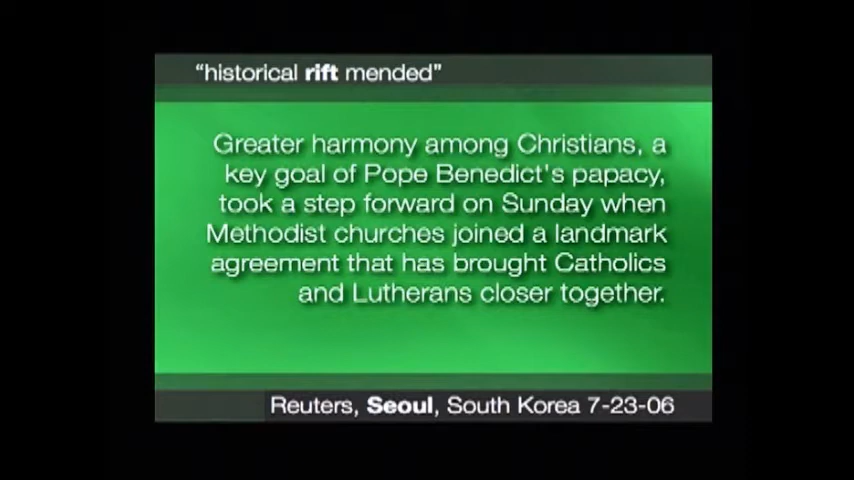 “historical rift mended”
Greater harmony among Christians, a
key goal of Pope Benedict's papacy,
took a step forward on Sunday when
Methodist churches joined a landmark
agreement that has brought Catholics
and Lutherans closer together.
Reuters, Seoul, South Korea 7-23-06